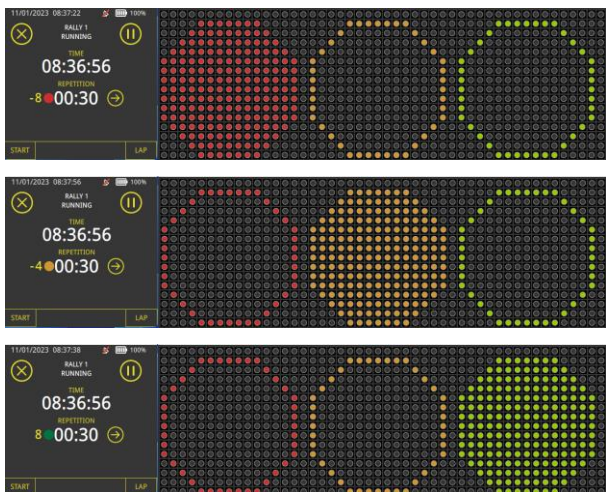 11/01/2023 08:37:22 100%
RALLY 1
RUNNING
TIME
08:36:56
REPETITION
-8 00:30
START LAP
11/01/2023 08:37:56 100%
RALLY 1
RUNNING
TIME
08:36:56
REPETITION
-4 00:30
START LAP
11/01/2023 08:37:38 100%
RALLY 1
RUNNING
TIME
08:36:56
REPETITION
8 00:30
START LAP